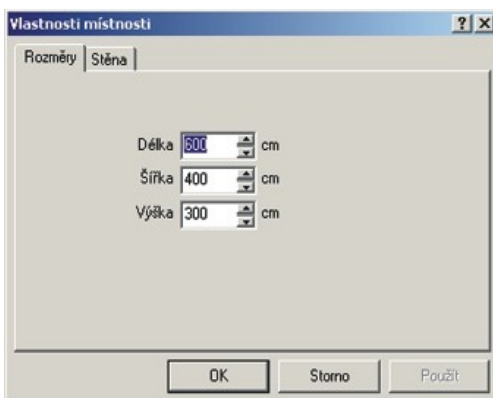 Vlastnosti místnosti
Rozměry Stěna
Délka 600 cm
Šířka 400 cm
Výška 300 cm
OK Storno Použít